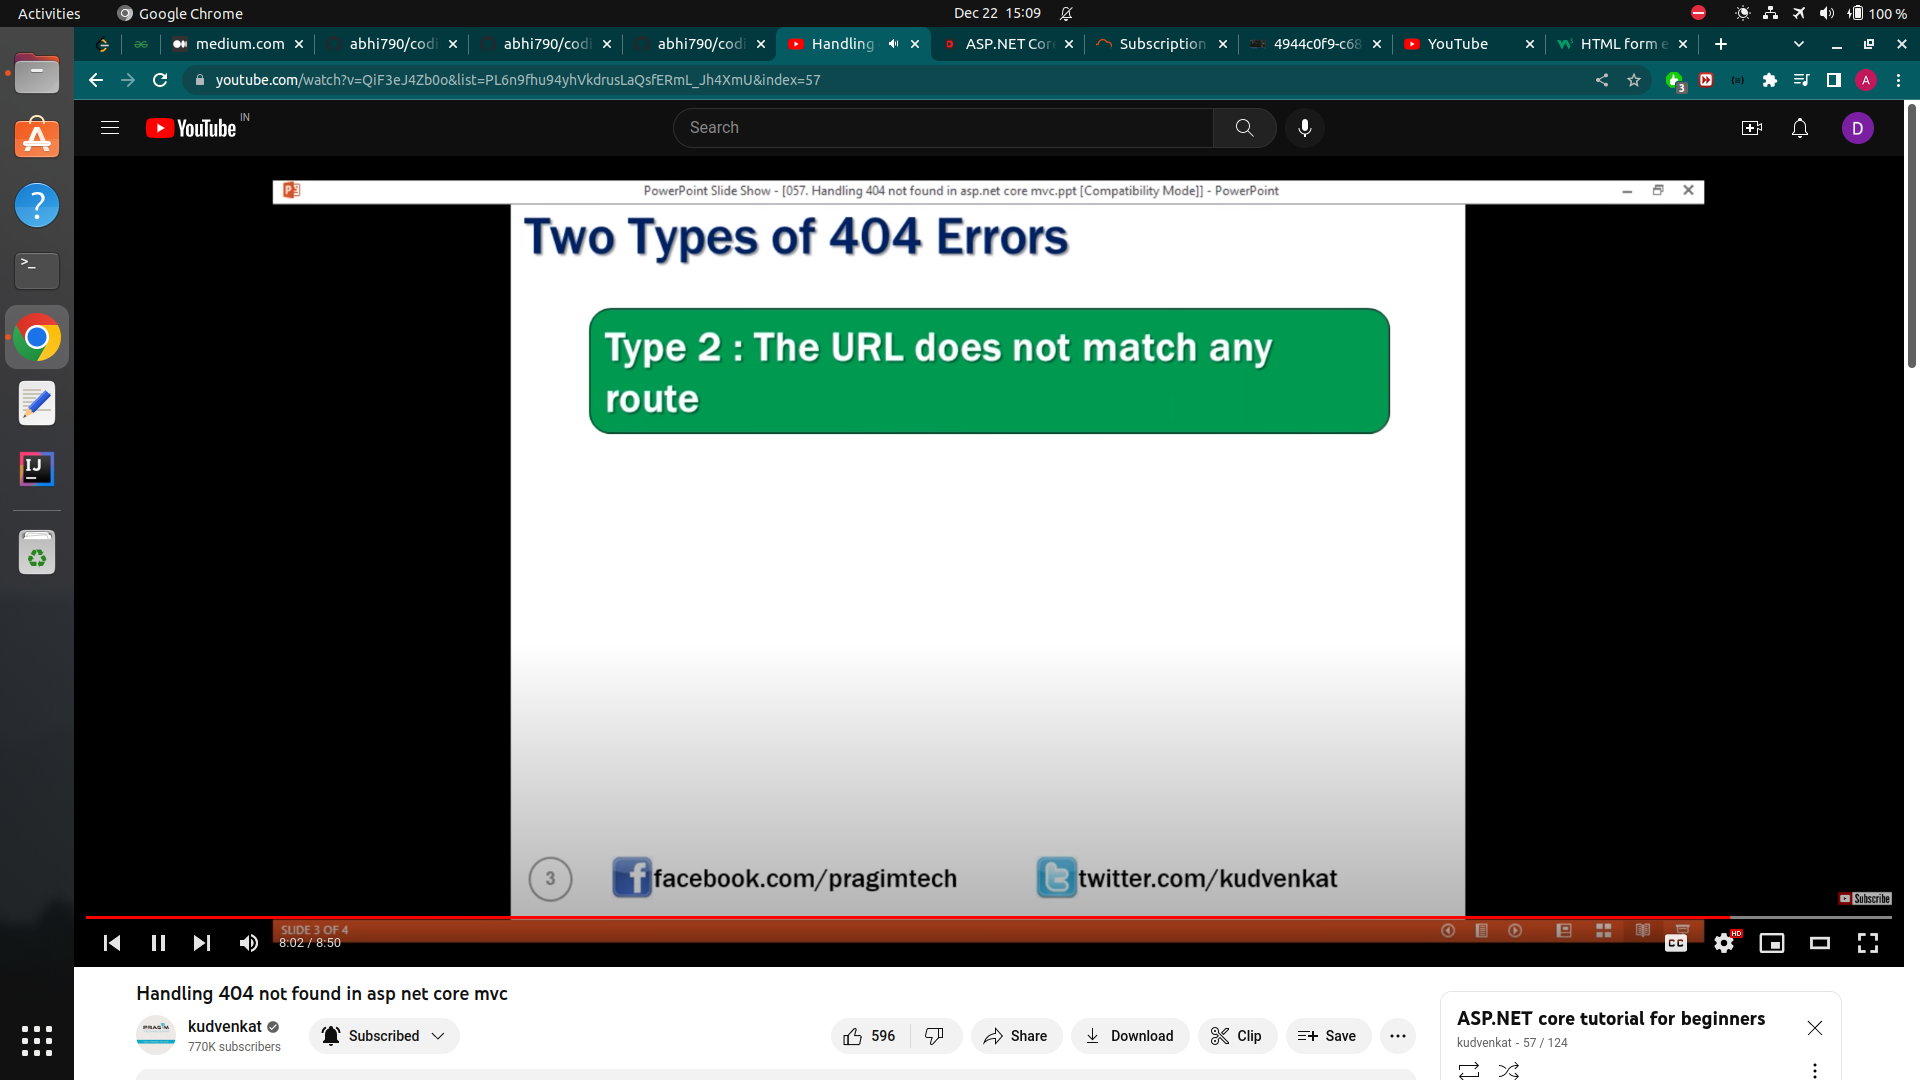 Activities
Google Chrome
Dec 22 15:09
100 %
medium.com
abhi790/codi
abhi790/codi
abhi790/codi
Handling
ASP.NET Cor
Subscription
4944c0f9-c68
YouTube
HTML form e
youtube.com/watch?v=QiF3eJ4Zb0o&list=PL6n9fhu94yhVkdrusLaQsfERmL_Jh4XmU&index=57
3
A
YouTube
IN
Search
D
PowerPoint Slide Show - [057. Handling 404 not found in asp.net core mvc.ppt [Compatibility Mode]] - PowerPoint
Two Types of 404 Errors
Type 2 : The URL does not match any
route
3
facebook.com/pragimtech
twitter.com/kudvenkat
Subscribe
SLIDE 3 OF 4
8:02 / 8:50
CC
HD
Handling 404 not found in asp net core mvc
PRAGIM
kudvenkat
770K subscribers
Subscribed
596
Share
Download
Clip
Save
ASP.NET core tutorial for beginners
kudvenkat - 57 / 124